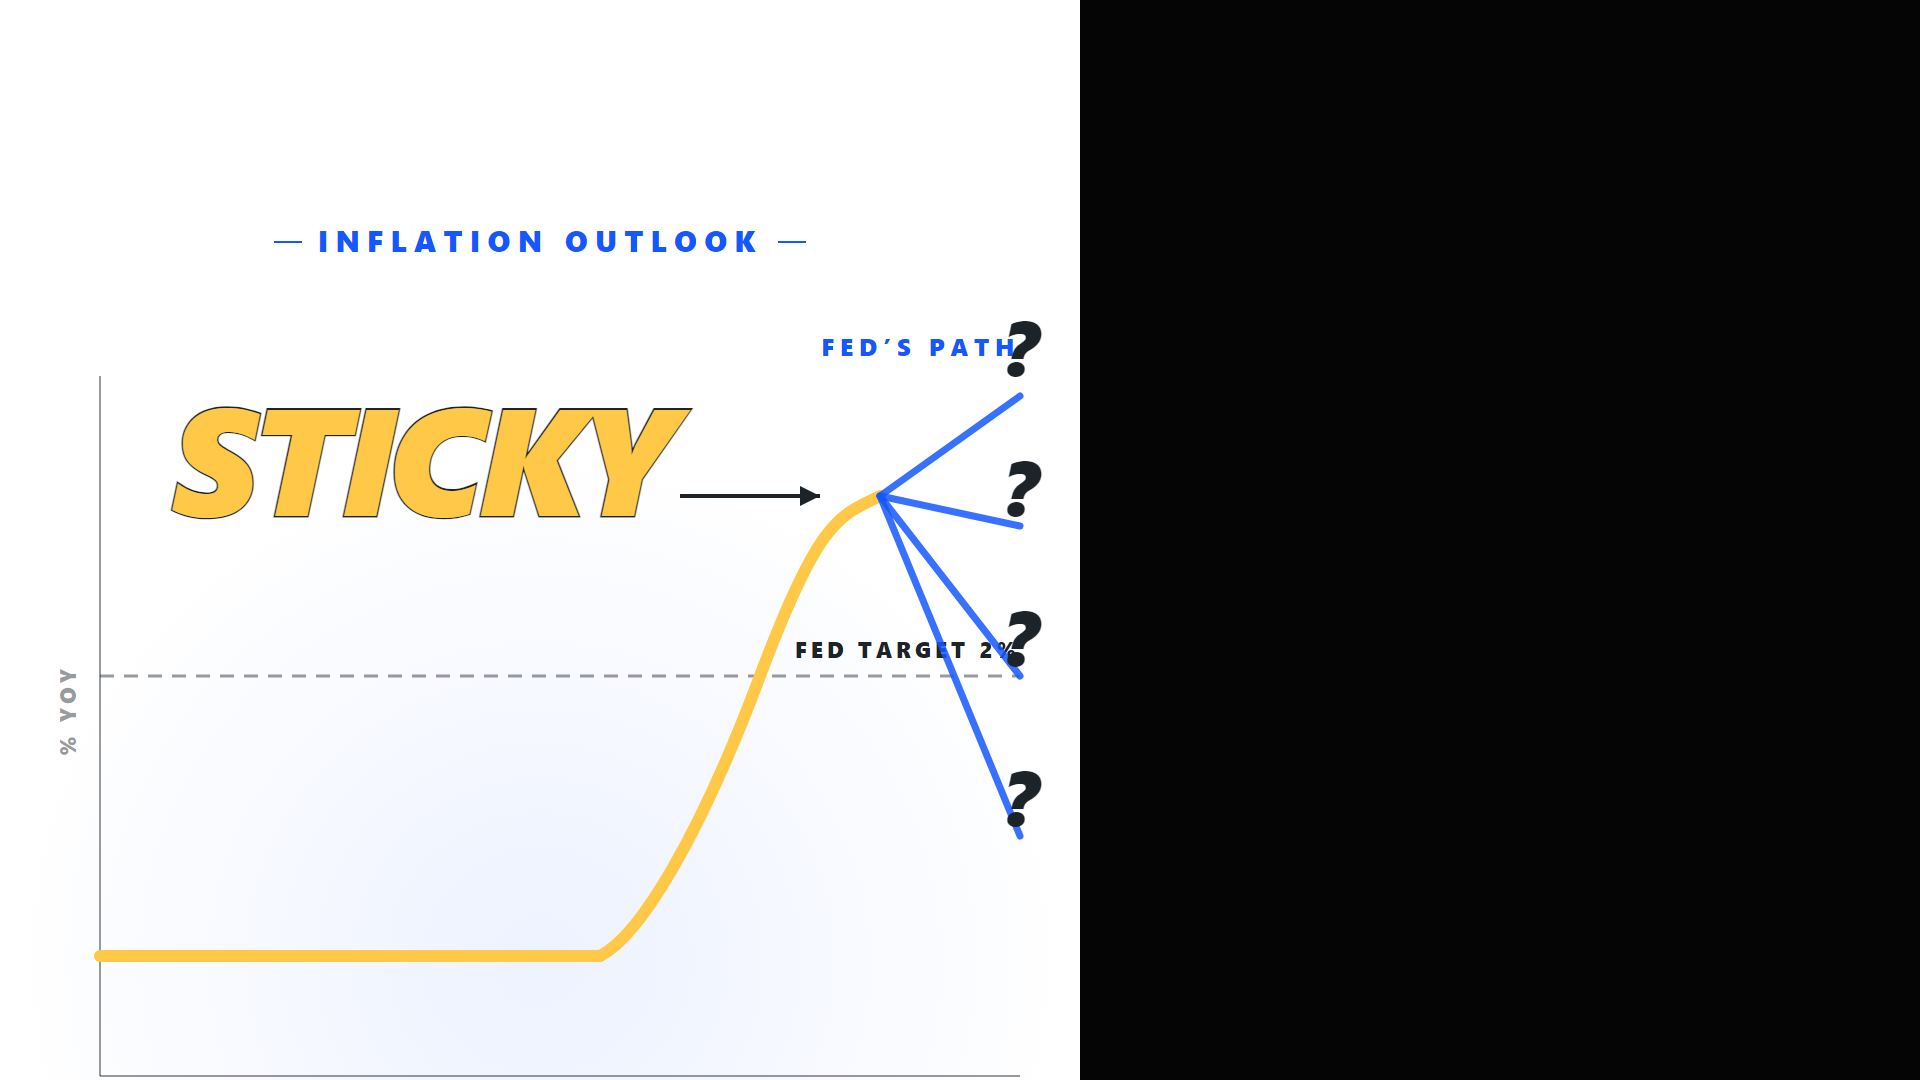 INFLATION OUTLOOK
FED'S PATH
?
STICKY
?
FED TARGET 2%
?
% YOY
?